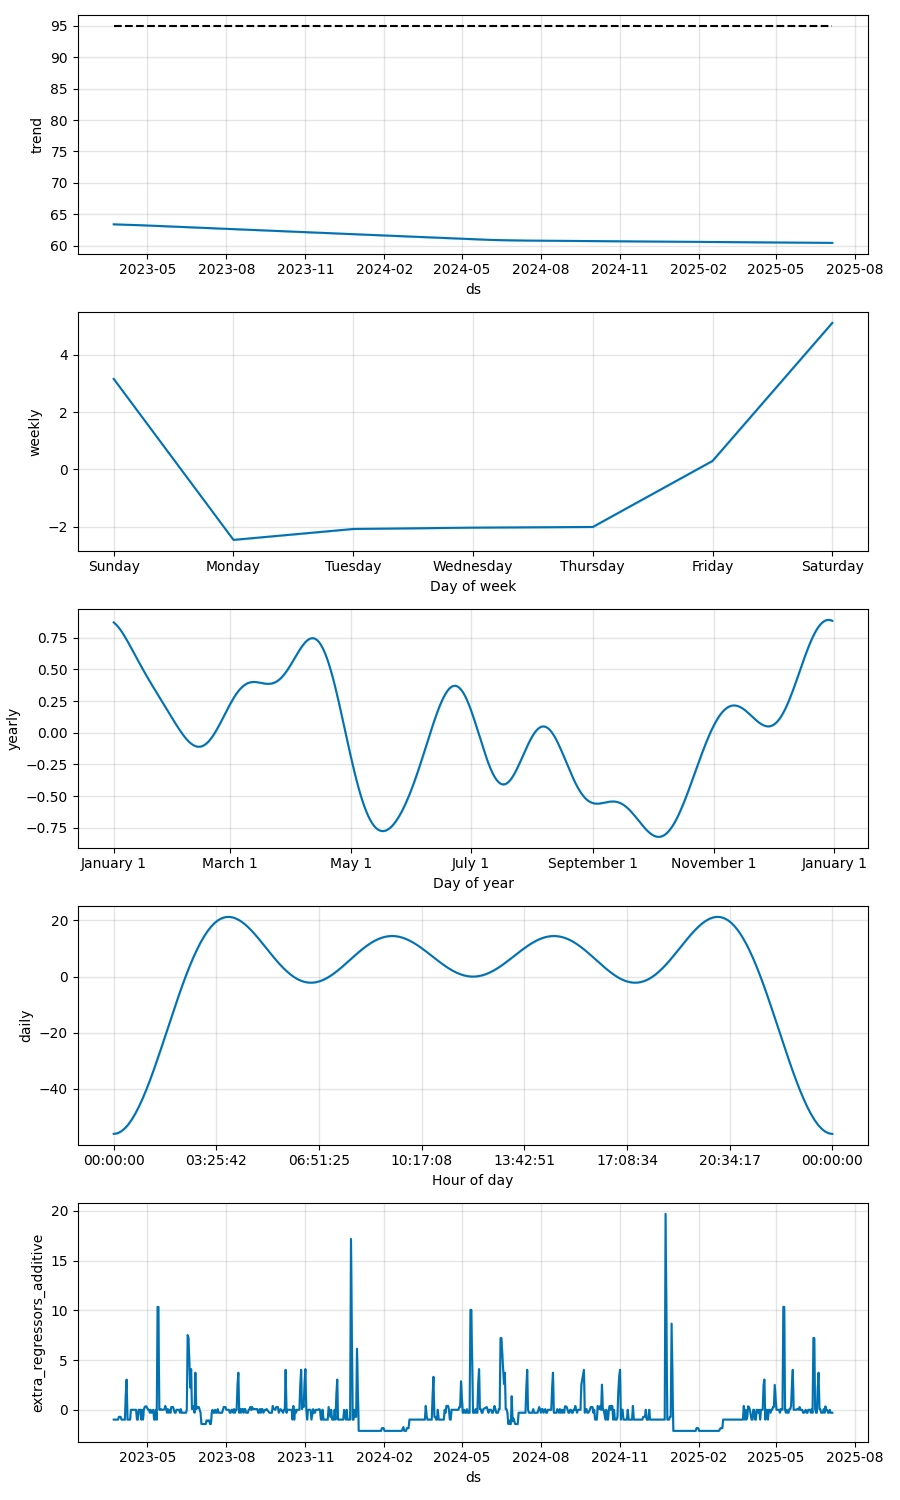 95
90
85
80
75
70
65
60
trend
2023-05 2023-08 2023-11 2024-02 2024-05 2024-08 2024-11 2025-02 2025-05 2025-08
ds
4
2
0
−2
weekly
Sunday Monday Tuesday Wednesday Thursday Friday Saturday
Day of week
0.75
0.50
0.25
0.00
−0.25
−0.50
−0.75
yearly
January 1 March 1 May 1 July 1 September 1 November 1 January 1
Day of year
20
0
−20
−40
daily
00:00:00 03:25:42 06:51:25 10:17:08 13:42:51 17:08:34 20:34:17 00:00:00
Hour of day
20
15
10
5
0
extra_regressors_additive
2023-05 2023-08 2023-11 2024-02 2024-05 2024-08 2024-11 2025-02 2025-05 2025-08
ds